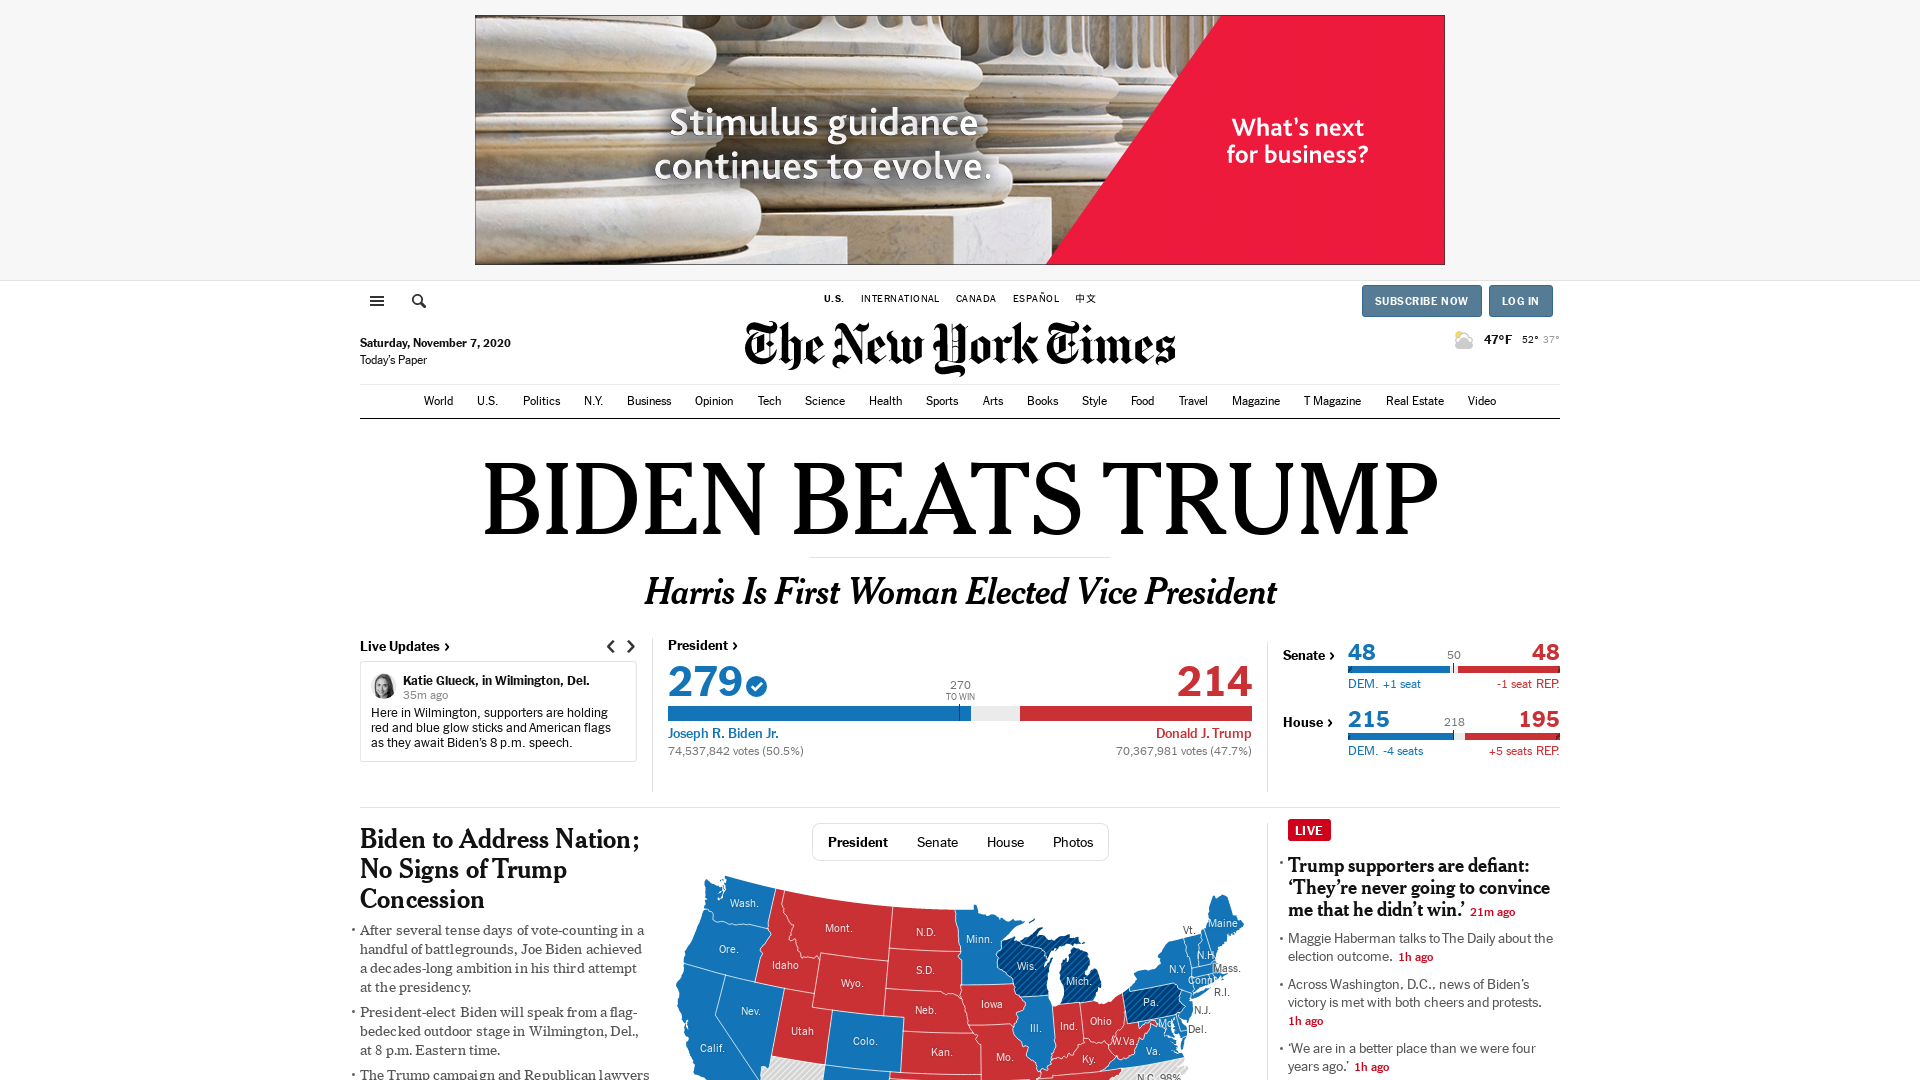 Stimulus guidance
continues to evolve.
What's next
for business?
U.S. INTERNATIONAL CANADA ESPAÑOL 中文
SUBSCRIBE NOW LOG IN
The New York Times
Saturday, November 7, 2020
Today's Paper
47°F 52° 37°
World U.S. Politics N.Y. Business Opinion Tech Science Health Sports Arts Books Style Food Travel Magazine T Magazine Real Estate Video
BIDEN BEATS TRUMP
Harris Is First Woman Elected Vice President
Live Updates ›
Katie Glueck, in Wilmington, Del.
35m ago
Here in Wilmington, supporters are holding
red and blue glow sticks and American flags
as they await Biden's 8 p.m. speech.
President ›
279 214
270
TO WIN
Joseph R. Biden Jr. Donald J. Trump
74,537,842 votes (50.5%) 70,367,981 votes (47.7%)
Senate › 48 50 48
DEM. +1 seat -1 seat REP.
House › 215 218 195
DEM. -4 seats +5 seats REP.
Biden to Address Nation;
No Signs of Trump
Concession
• After several tense days of vote-counting in a
handful of battlegrounds, Joe Biden achieved
a decades-long ambition in his third attempt
at the presidency.
• President-elect Biden will speak from a flag-
bedecked outdoor stage in Wilmington, Del.,
at 8 p.m. Eastern time.
• The Trump campaign and Republican lawyers
President Senate House Photos
Wash.
Mont.
N.D.
Minn.
Vt.
Maine
Ore.
Idaho
S.D.
Wis.
Mich.
N.Y.
N.H.
Mass.
Conn.
R.I.
Wyo.
Neb.
Iowa
Pa.
N.J.
Nev.
Utah
Colo.
Ill.
Ind.
Ohio
Md.
Del.
Calif.
Kan.
Mo.
Ky.
W.Va.
Va.
N.C. 98%
LIVE
• Trump supporters are defiant:
‘They’re never going to convince
me that he didn’t win.’ 21m ago
• Maggie Haberman talks to The Daily about the
election outcome. 1h ago
• Across Washington, D.C., news of Biden’s
victory is met with both cheers and protests.
1h ago
• ‘We are in a better place than we were four
years ago.’ 1h ago